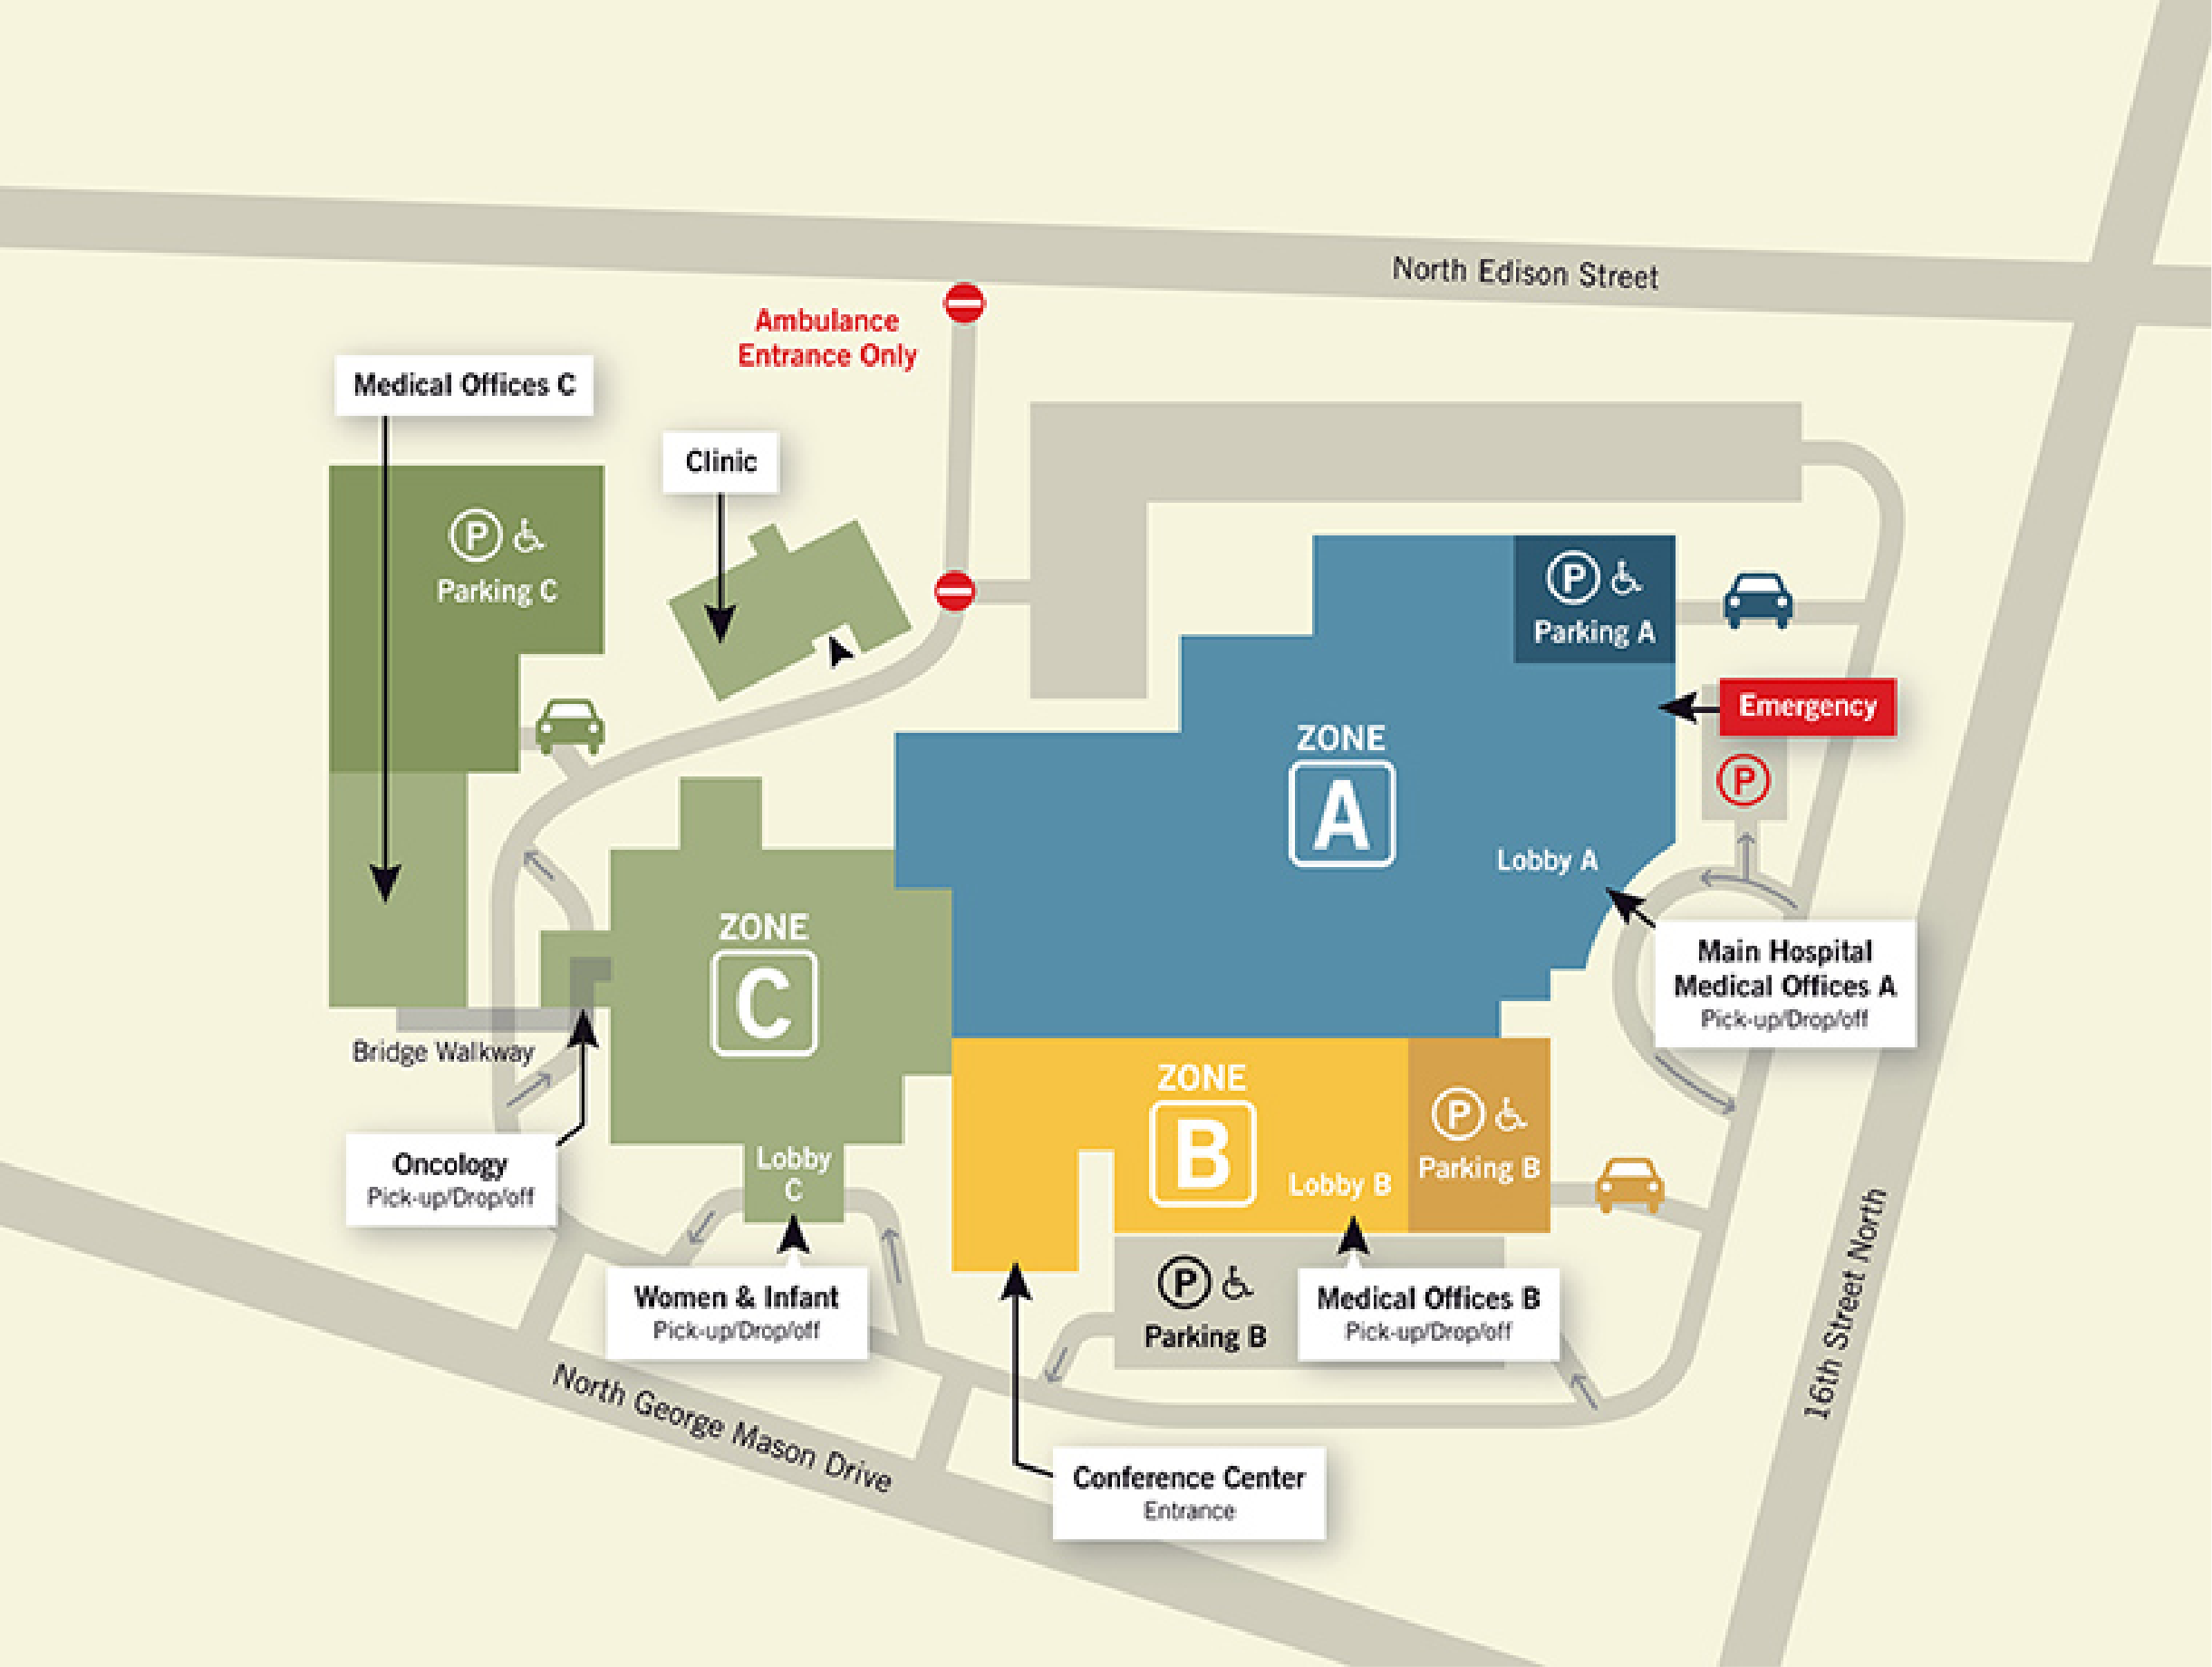 North Edison Street
Ambulance
Entrance Only
Medical Offices C
Clinic
P
Parking C
P
Parking A
Emergency
ZONE
A
P
Lobby A
ZONE
C
Main Hospital
Medical Offices A
Pick-up/Drop/off
Bridge Walkway
ZONE
B
P
Parking B
Lobby B
Oncology
Pick-up/Drop/off
Lobby
C
Women & Infant
Pick-up/Drop/off
P
Parking B
Medical Offices B
Pick-up/Drop/off
16th Street North
North George Mason Drive
Conference Center
Entrance